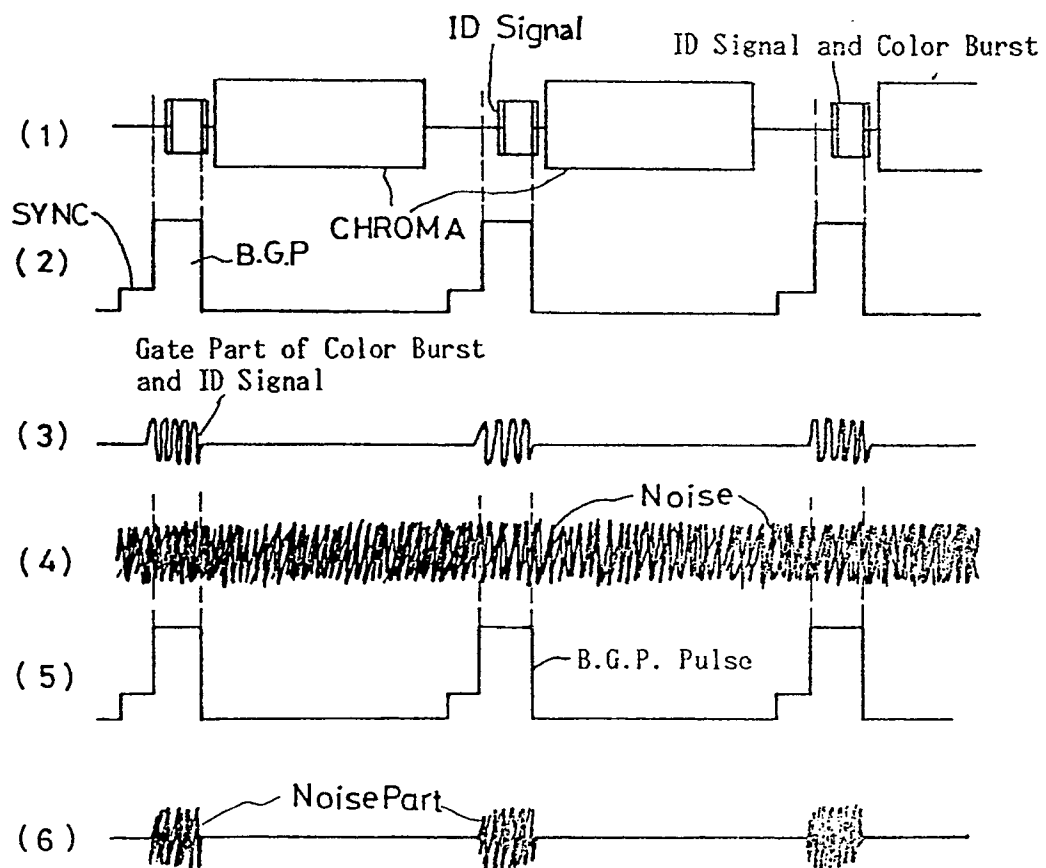 ID Signal
ID Signal and Color Burst
(1)
SYNC
CHROMA
(2)
B.G.P
Gate Part of Color Burst
and ID Signal
(3)
Noise
(4)
B.G.P. Pulse
(5)
NoisePart
(6)